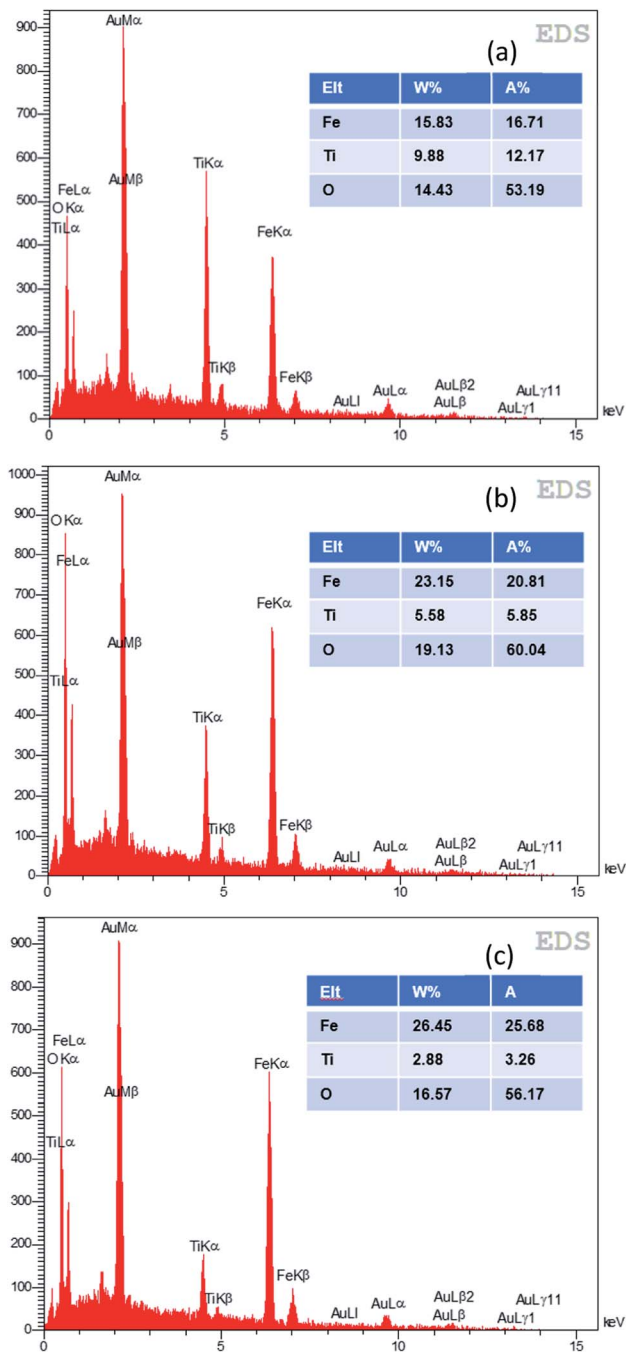 AuMα
(a)
EDS
900
800
700
600
500
400
300
200
100
0
Elt W% A%
Fe 15.83 16.71
Ti 9.88 12.17
O 14.43 53.19
FeLα
OKα
TiLα
AuMβ
TiKα
FeKα
TiKβ
FeKβ
AuLl
AuLα
AuLβ2
AuLβ
AuLγ11
AuLγ1
0 5 10 15 keV
AuMα
(b)
EDS
1000
900
800
700
600
500
400
300
200
100
0
Elt W% A%
Fe 23.15 20.81
Ti 5.58 5.85
O 19.13 60.04
OKα
FeLα
TiLα
AuMβ
FeKα
TiKα
TiKβ
FeKβ
AuLl
AuLα
AuLβ2
AuLβ
AuLγ11
AuLγ1
0 5 10 15 keV
AuMα
(c)
EDS
900
800
700
600
500
400
300
200
100
0
Elt W% A
Fe 26.45 25.68
Ti 2.88 3.26
O 16.57 56.17
FeLα
OKα
TiLα
AuMβ
FeKα
TiKα
TiKβ
FeKβ
AuLl
AuLα
AuLβ2
AuLβ
AuLγ11
AuLγ1
0 5 10 15 keV